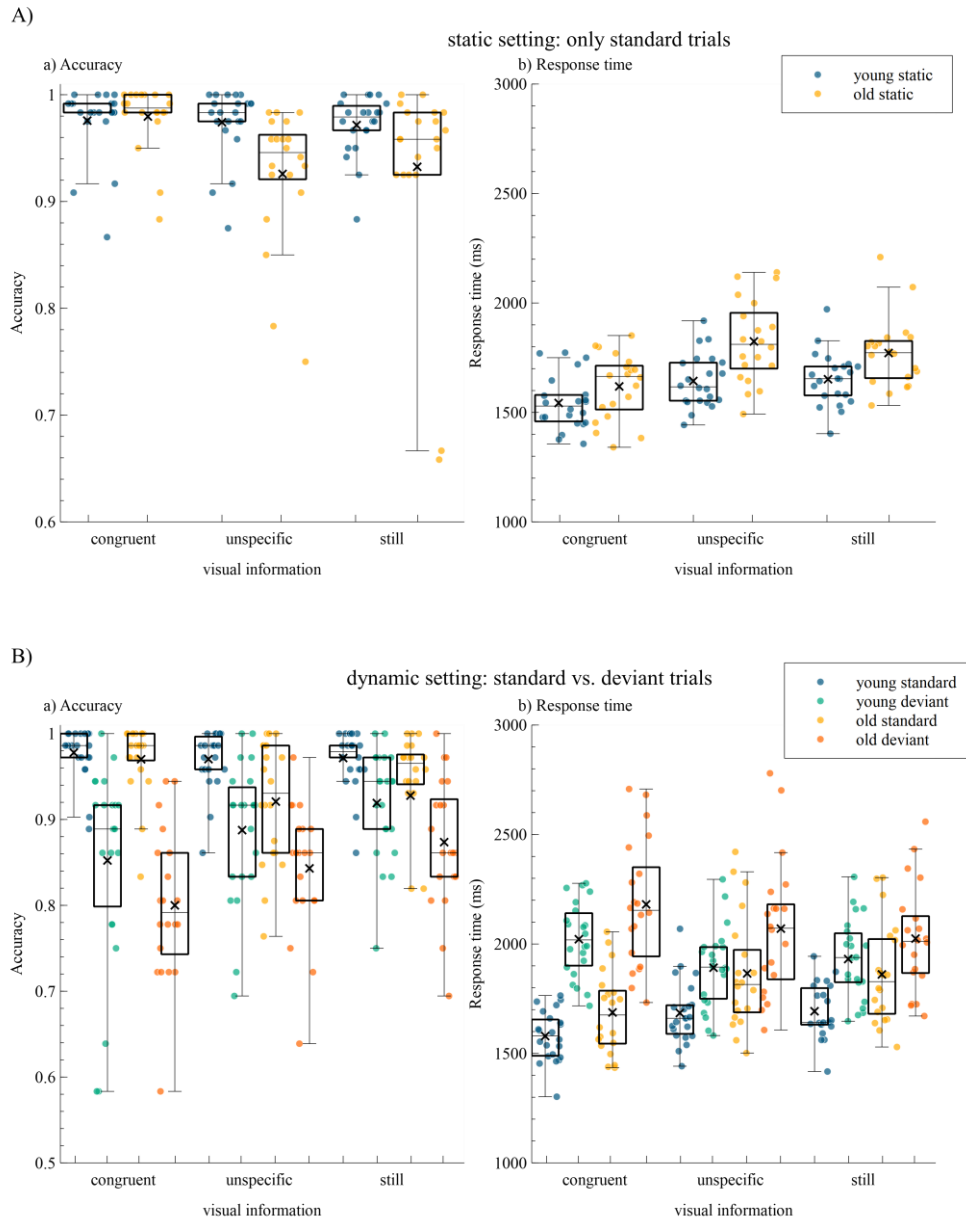 A)
static setting: only standard trials
a) Accuracy
b) Response time
young static
old static
Accuracy
1
0.9
0.8
0.7
0.6
congruent
unspecific
still
visual information
Response time (ms)
3000
2500
2000
1500
1000
congruent
unspecific
still
visual information
B)
dynamic setting: standard vs. deviant trials
a) Accuracy
b) Response time
young standard
young deviant
old standard
old deviant
Accuracy
1
0.9
0.8
0.7
0.6
0.5
congruent
unspecific
still
visual information
Response time (ms)
3000
2500
2000
1500
1000
congruent
unspecific
still
visual information